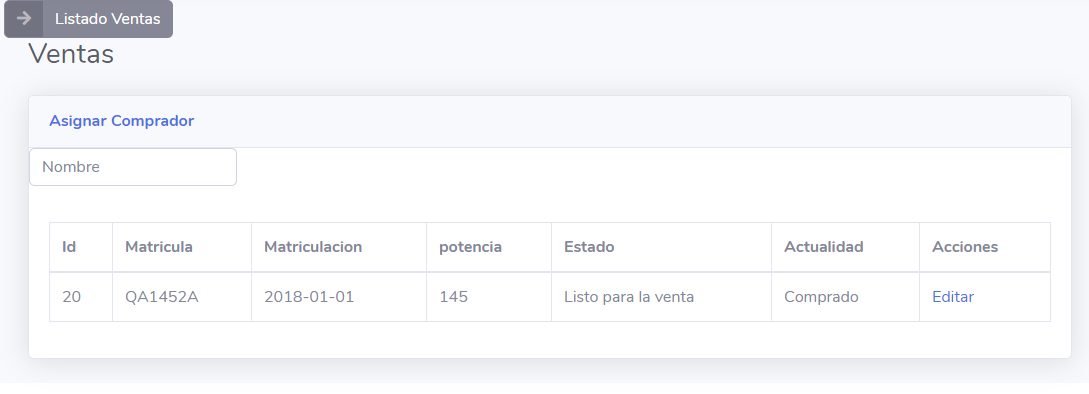 Listado Ventas
Ventas
Asignar Comprador
Nombre
Id Matricula Matriculacion potencia Estado Actualidad Acciones
20 QA1452A 2018-01-01 145 Listo para la venta Comprado Editar